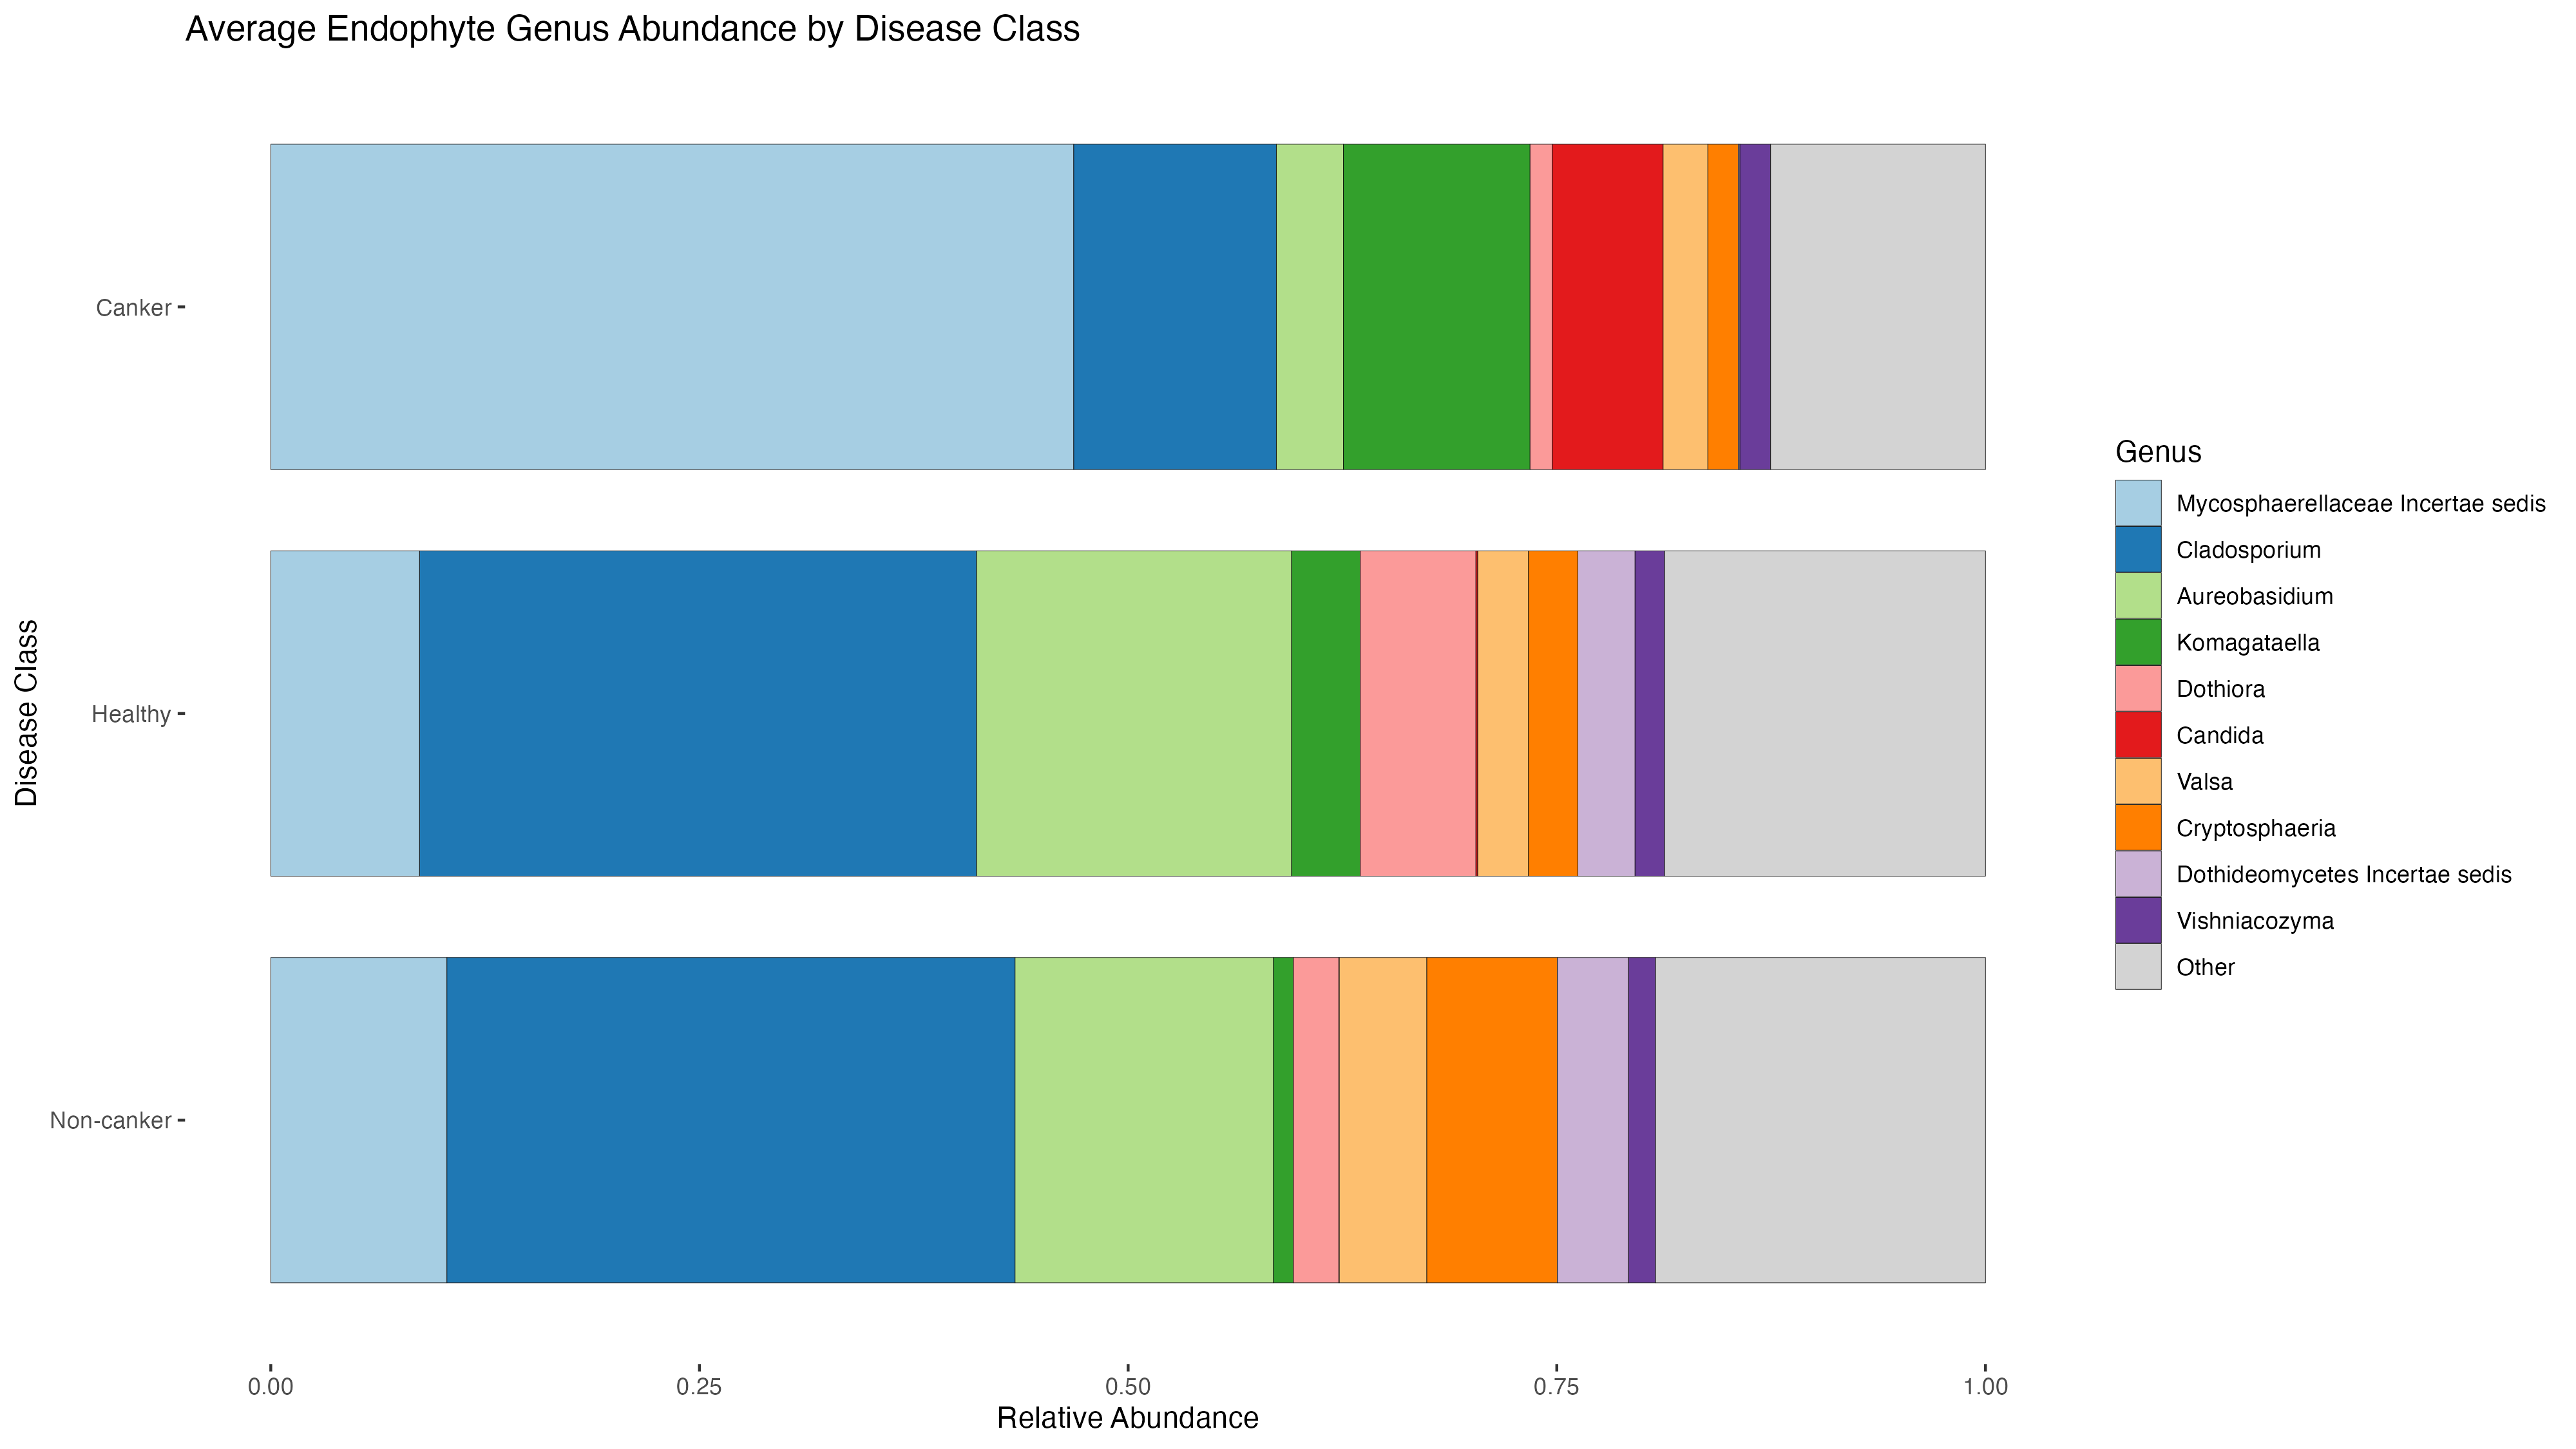 Average Endophyte Genus Abundance by Disease Class
Disease Class
Canker
Healthy
Non-canker
0.00
0.25
0.50
0.75
1.00
Relative Abundance
Genus
Mycosphaerellaceae Incertae sedis
Cladosporium
Aureobasidium
Komagataella
Dothiora
Candida
Valsa
Cryptosphaeria
Dothideomycetes Incertae sedis
Vishniacozyma
Other